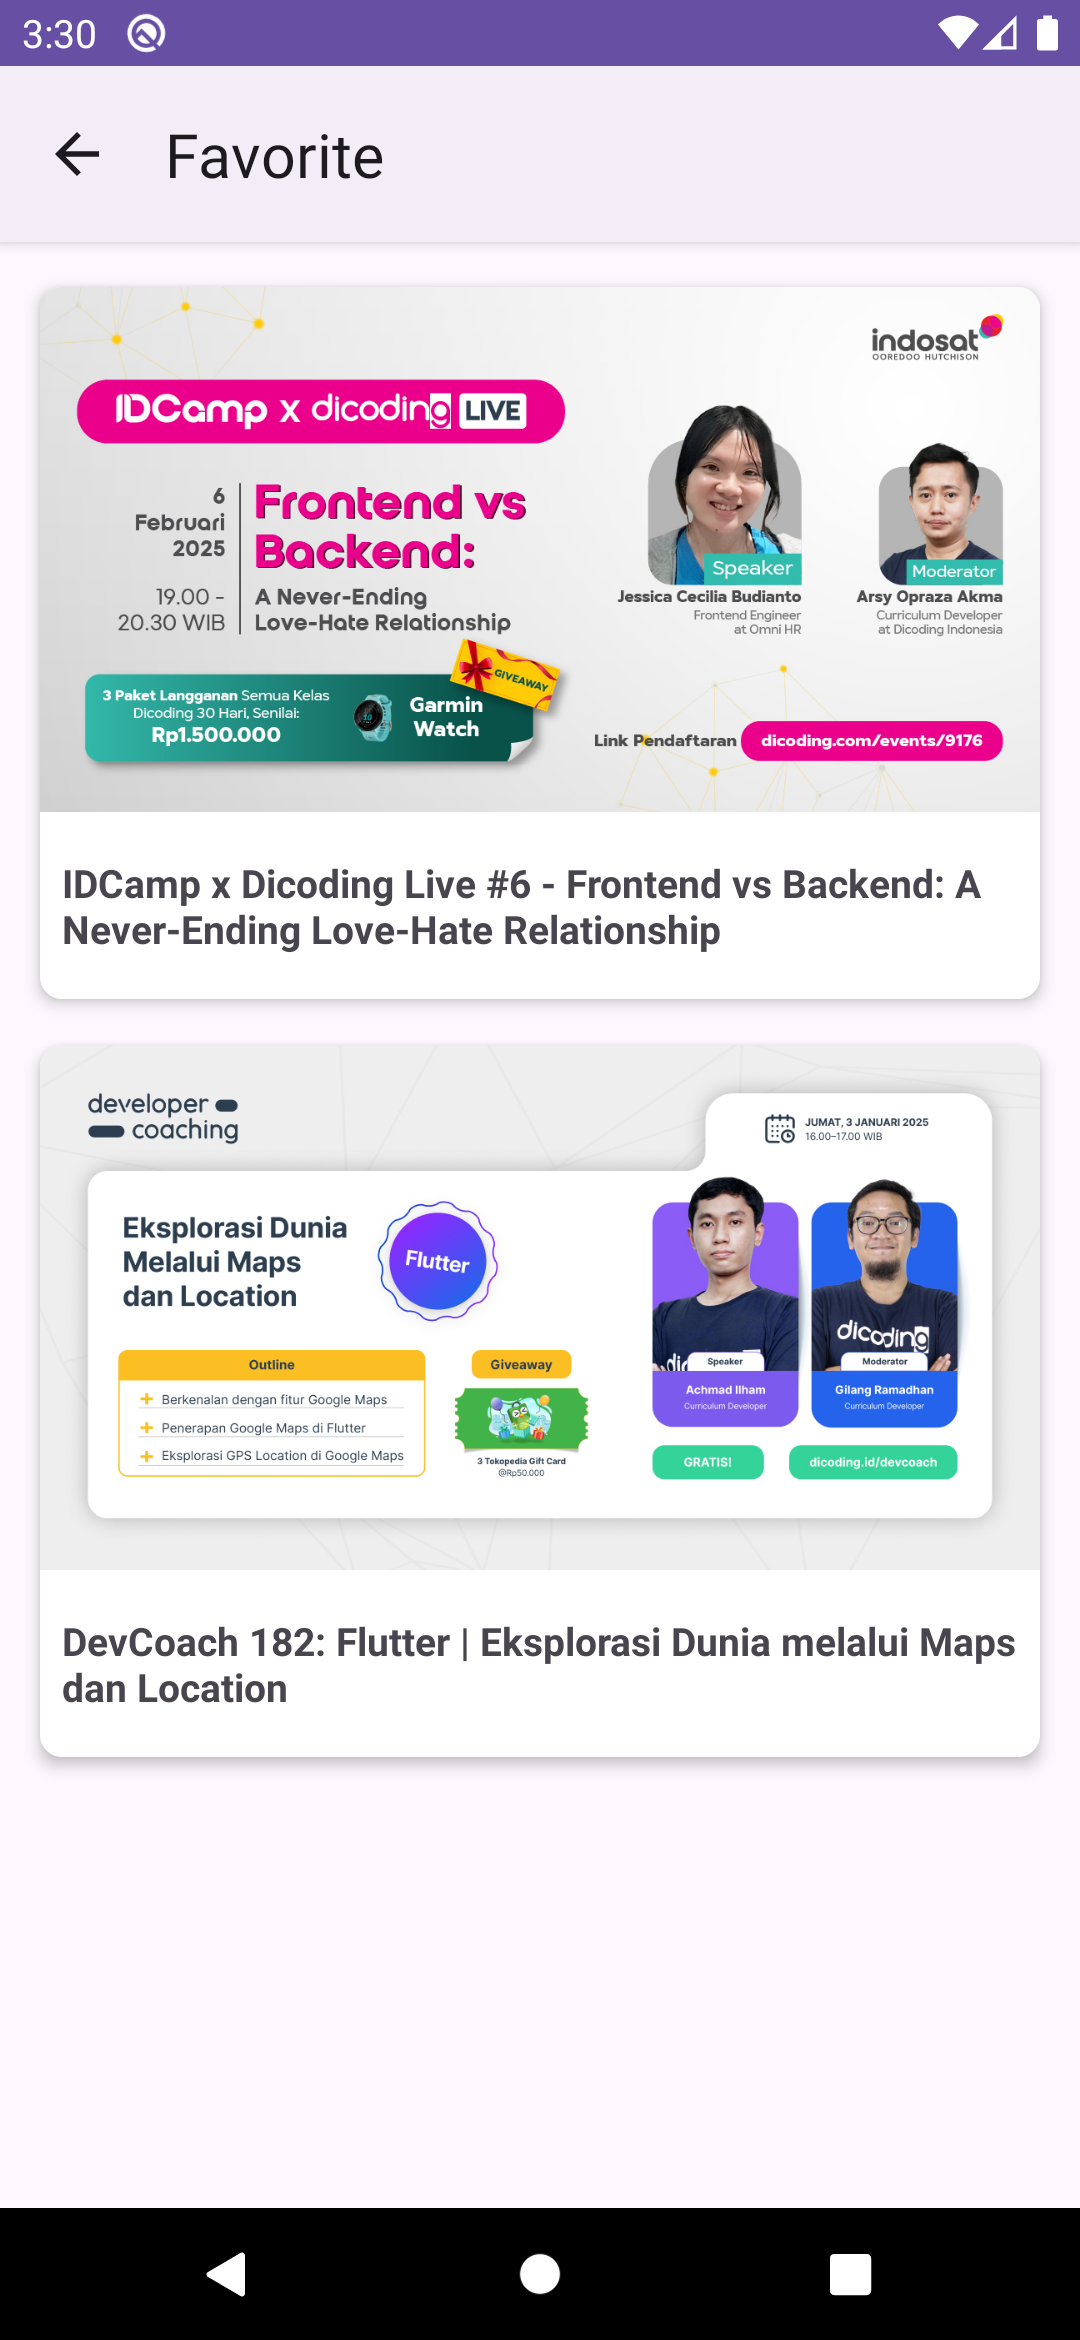 3:30
Favorite
indosat
OOREDOO HUTCHISON
IDCamp x dicoding LIVE
6
Februari
2025
19.00 -
20.30 WIB
Frontend vs
Backend:
A Never-Ending
Love-Hate Relationship
Speaker
Jessica Cecilia Budianto
Frontend Engineer
at Omni HR
Moderator
Arsy Opraza Akma
Curriculum Developer
at Dicoding Indonesia
3 Paket Langganan Semua Kelas
Dicoding 30 Hari, Senilai:
Rp1.500.000
Garmin
Watch
GIVEAWAY
Link Pendaftaran dicoding.com/events/9176
IDCamp x Dicoding Live #6 - Frontend vs Backend: A
Never-Ending Love-Hate Relationship
developer
coaching
JUMAT, 3 JANUARI 2025
16.00–17.00 WIB
Eksplorasi Dunia
Melalui Maps
dan Location
Flutter
Outline
Berkenalan dengan fitur Google Maps
Penerapan Google Maps di Flutter
Eksplorasi GPS Location di Google Maps
Giveaway
3 Tokopedia Gift Card
@Rp50.000
dic
Speaker
Achmad Ilham
Curriculum Developer
dicoding
Moderator
Gilang Ramadhan
Curriculum Developer
GRATIS!
dicoding.id/devcoach
DevCoach 182: Flutter | Eksplorasi Dunia melalui Maps
dan Location